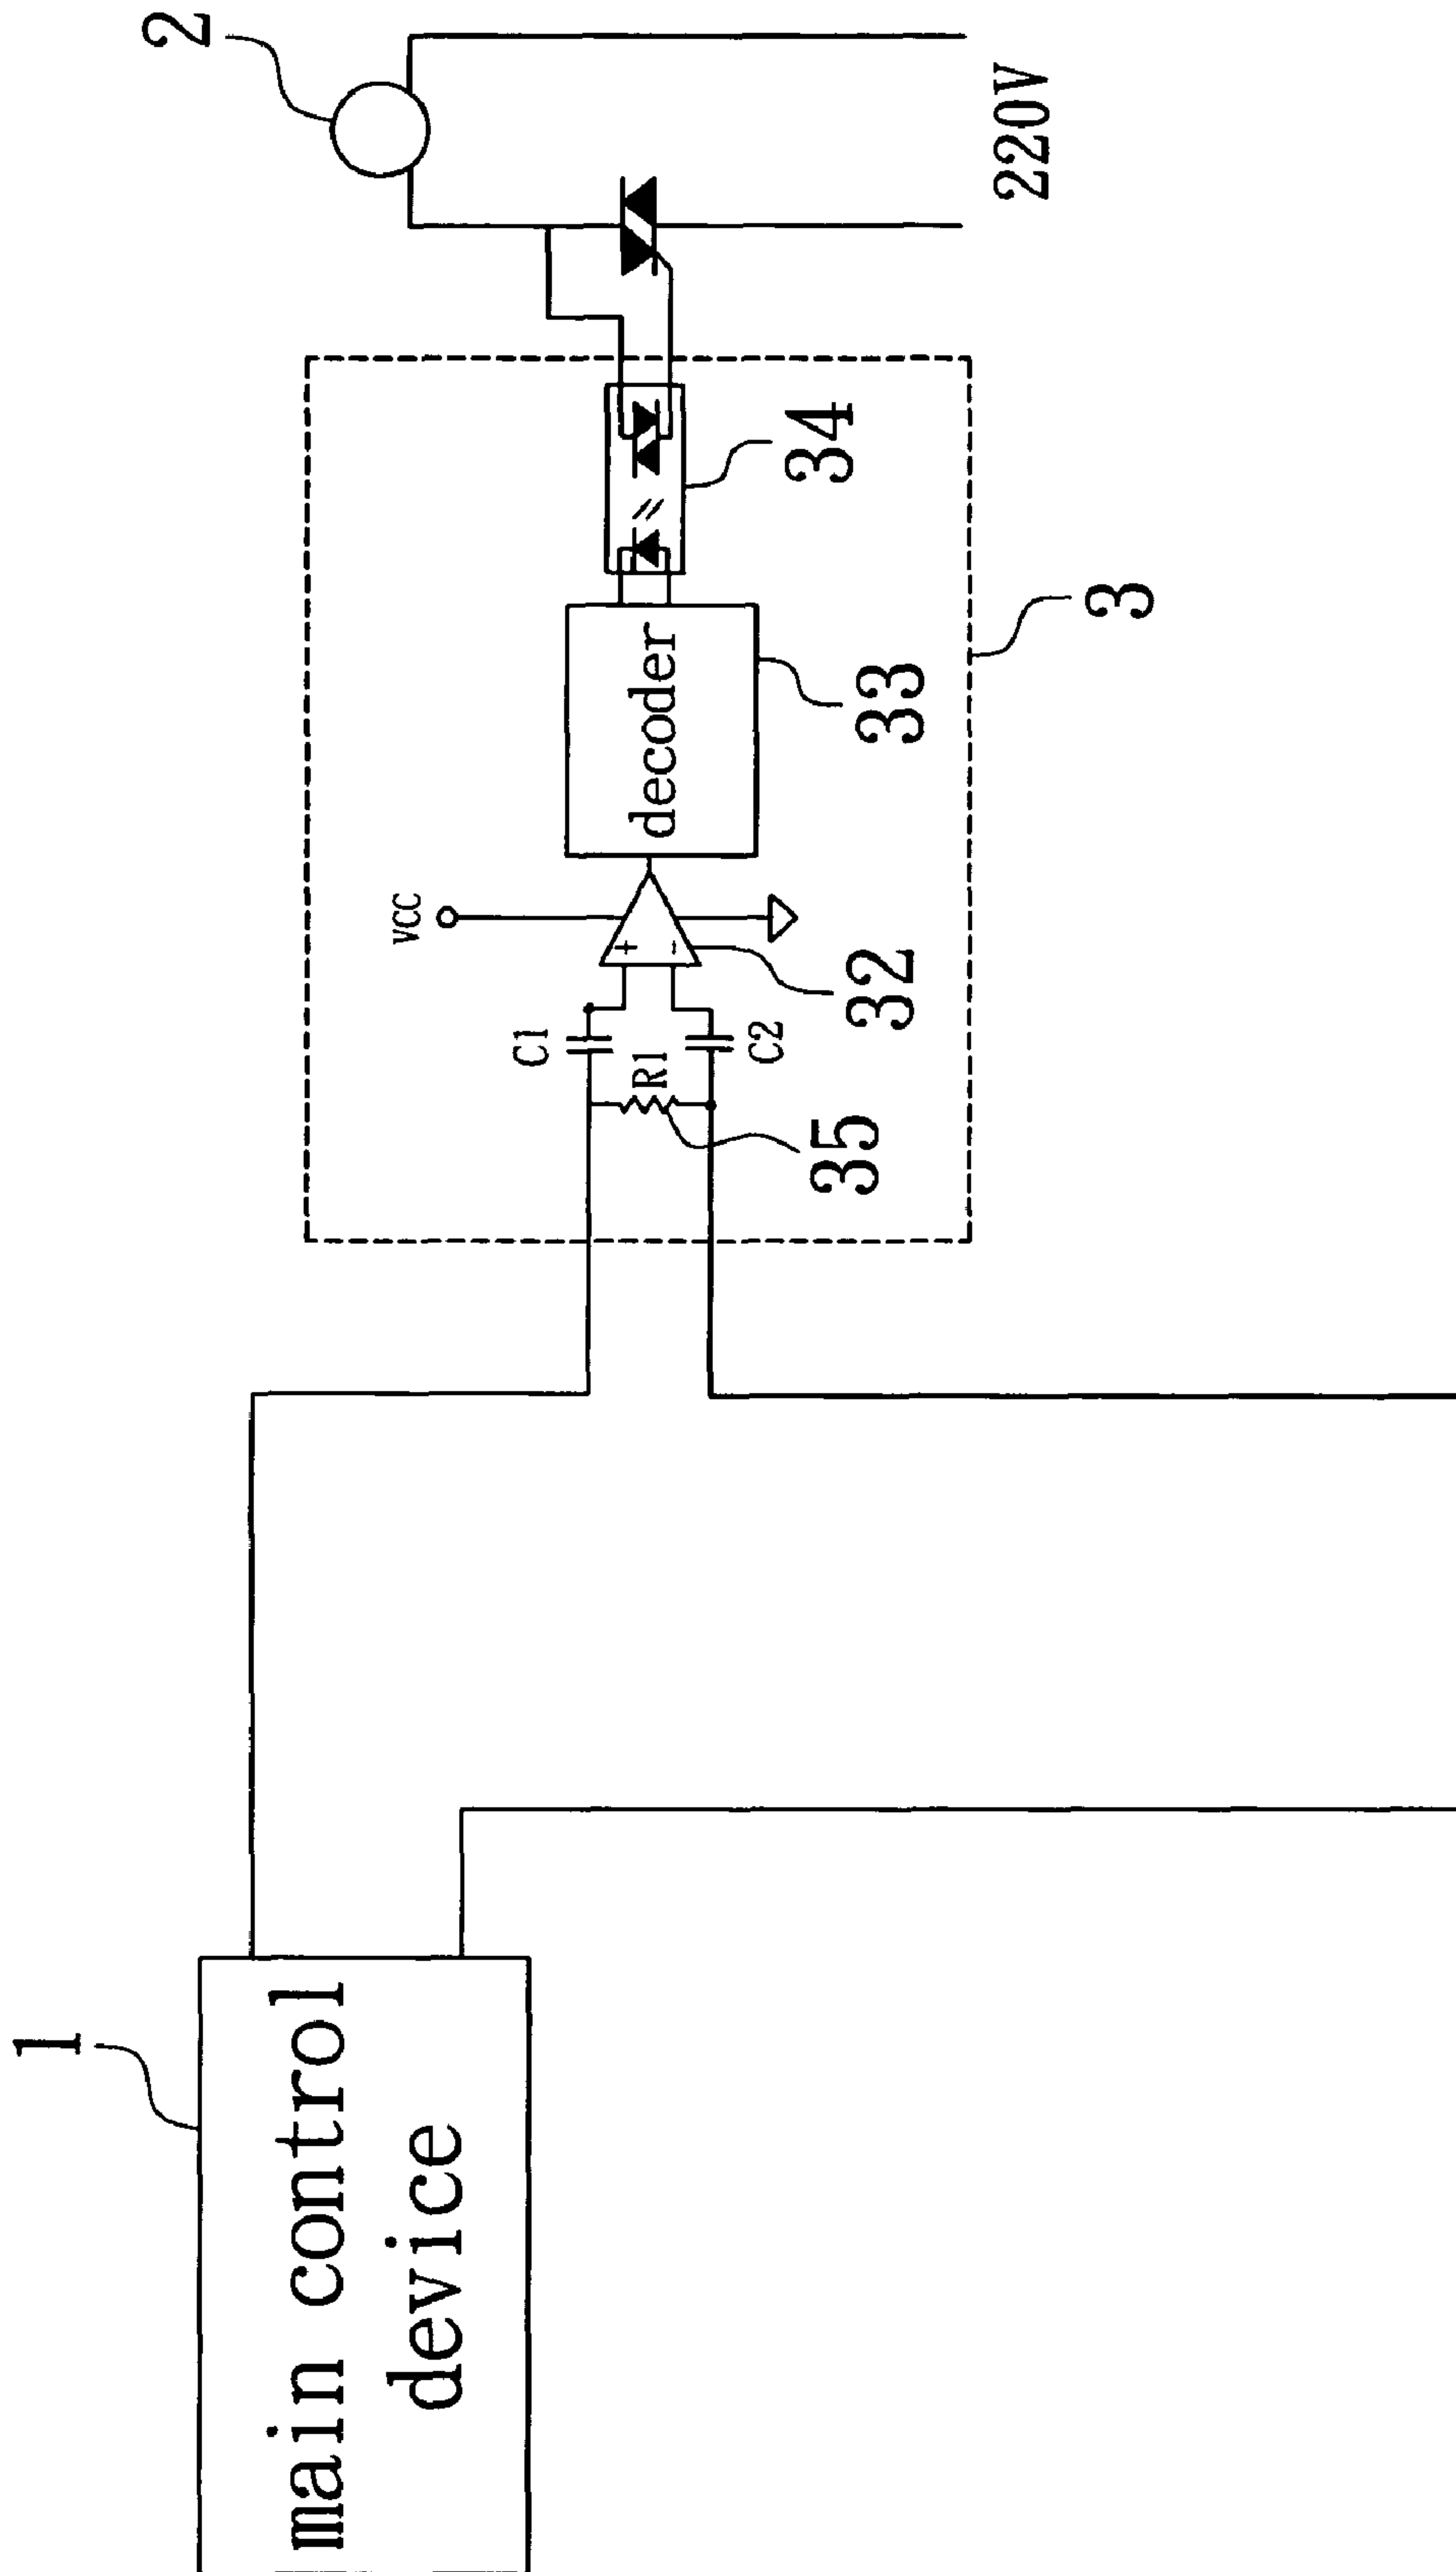 1
main control
device
2
220V
3
VCC
C1
R1
C2
35
32
decoder
33
34